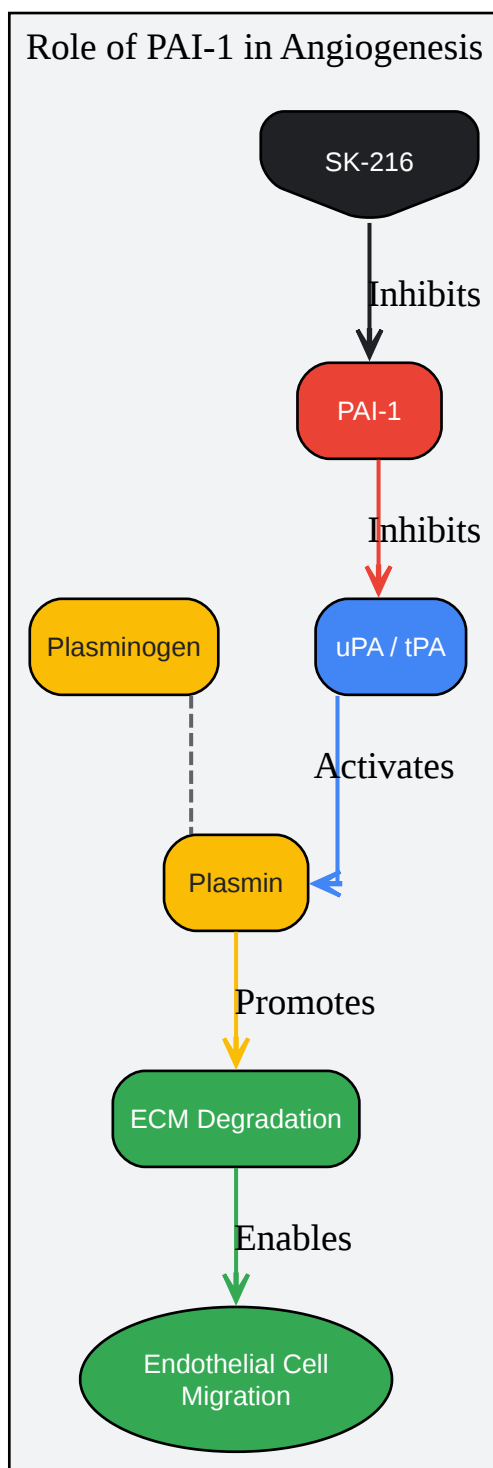 Role of PAI-1 in Angiogenesis
SK-216
Inhibits
PAI-1
Inhibits
Plasminogen
uPA / tPA
Activates
Plasmin
Promotes
ECM Degradation
Enables
Endothelial Cell
Migration